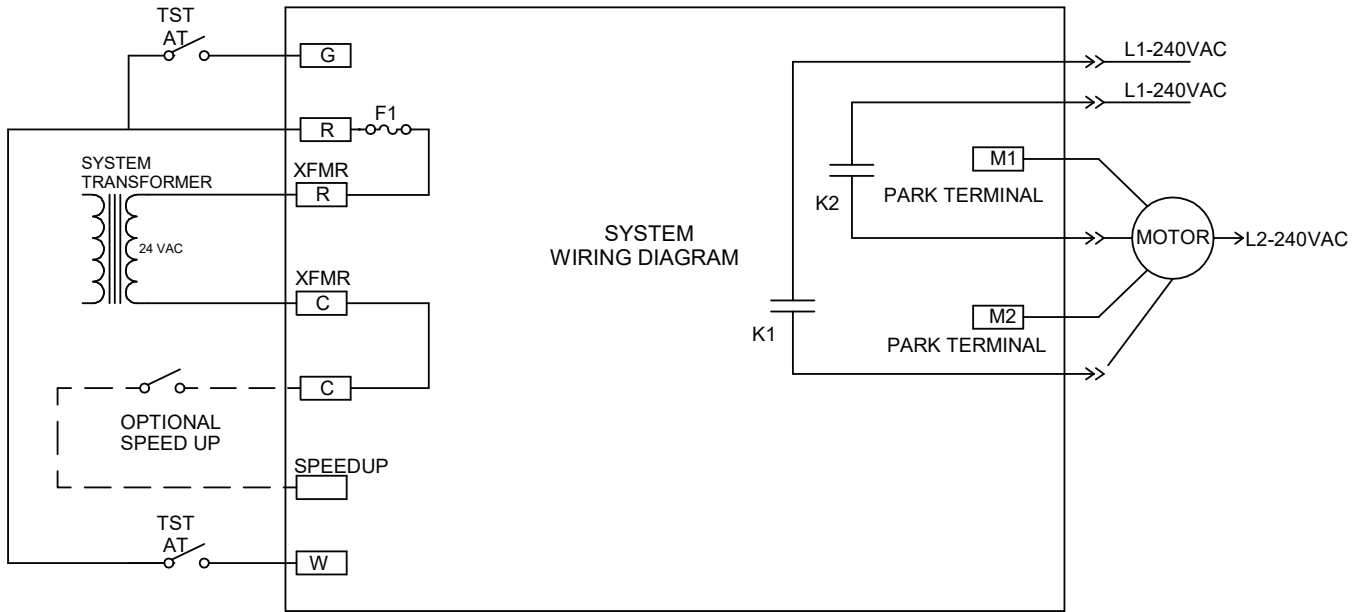 TST
AT
G
L1-240VAC
L1-240VAC
F1
R
SYSTEM
TRANSFORMER
XFMR
R
M1
PARK TERMINAL
K2
24 VAC
SYSTEM
WIRING DIAGRAM
MOTOR
L2-240VAC
XFMR
C
K1
M2
PARK TERMINAL
C
OPTIONAL
SPEED UP
SPEEDUP
TST
AT
W